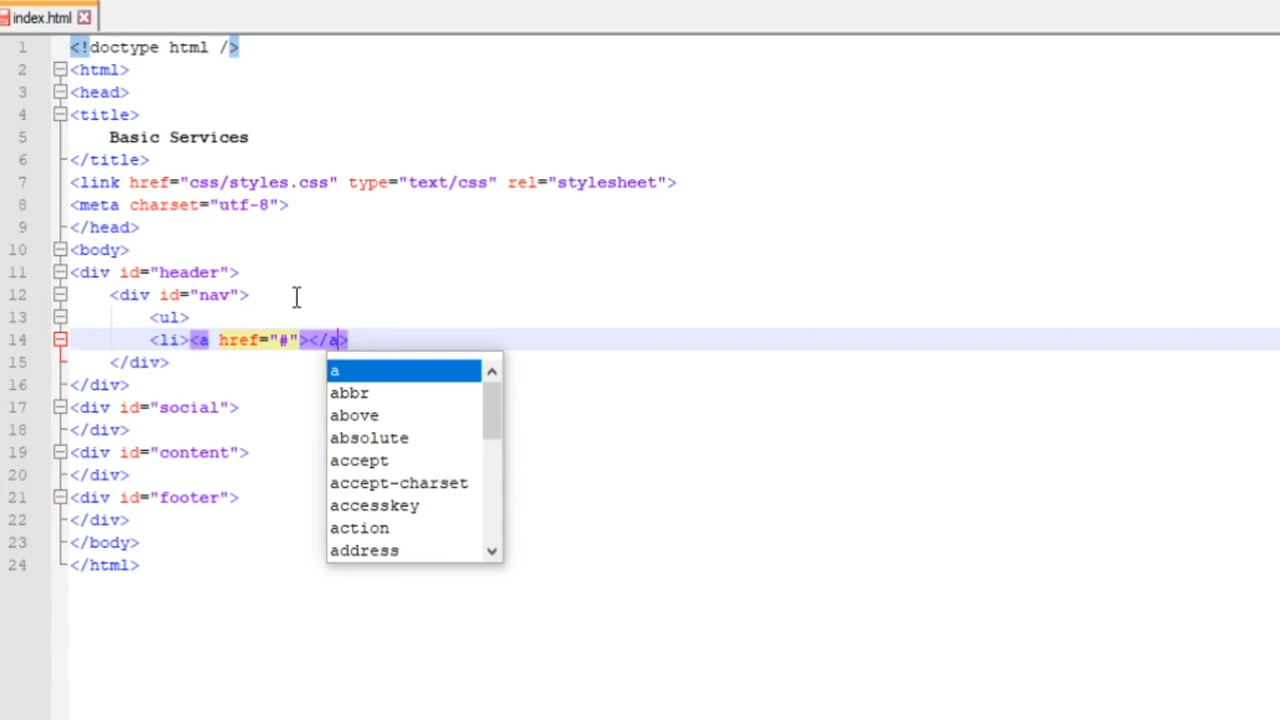 index.html
1 <!doctype html />
2 <html>
3 <head>
4 <title>
5 Basic Services
6 </title>
7 <link href="css/styles.css" type="text/css" rel="stylesheet">
8 <meta charset="utf-8">
9 </head>
10 <body>
11 <div id="header">
12 <div id="nav">
13 <ul>
14 <li><a href="#"></a>
15 </div>
16 </div>
17 <div id="social">
18 </div>
19 <div id="content">
20 </div>
21 <div id="footer">
22 </div>
23 </body>
24 </html>
a
abbr
above
absolute
accept
accept-charset
accesskey
action
address